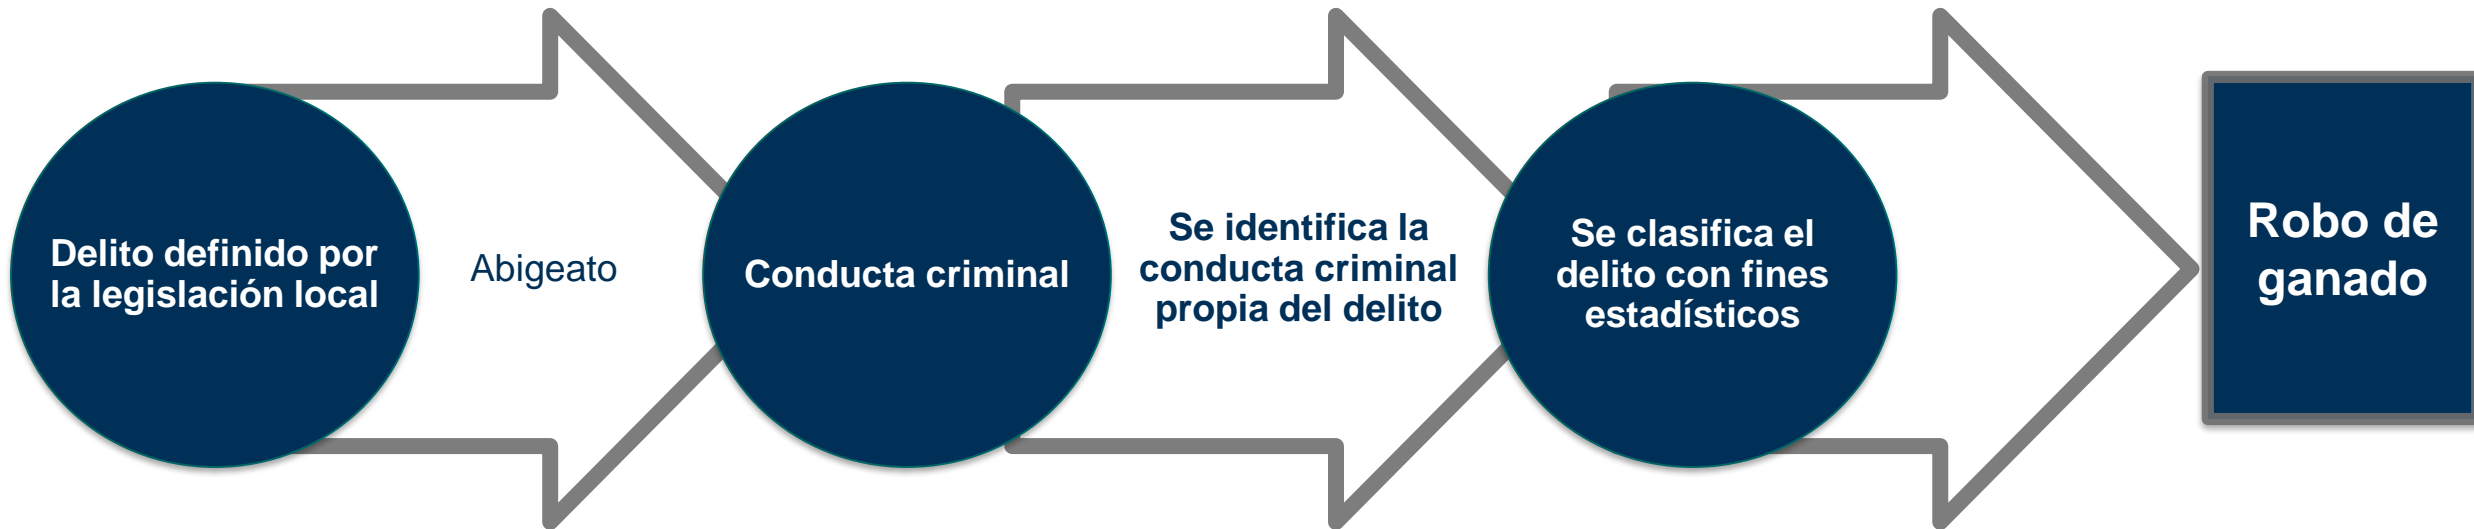 Delito definido por
la legislación local
Abigeato
Conducta criminal
Se identifica la
conducta criminal
propia del delito
Se clasifica el
delito con fines
estadísticos
Robo de
ganado